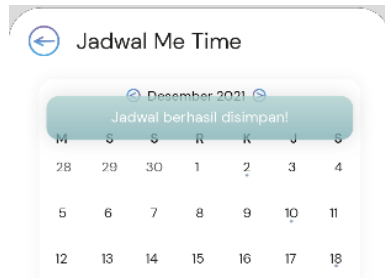 Jadwal Me Time
Desember 2021
Jadwal berhasil disimpan!
M S S R K J S
28 29 30 1 2 3 4
5 6 7 8 9 10 11
12 13 14 15 16 17 18